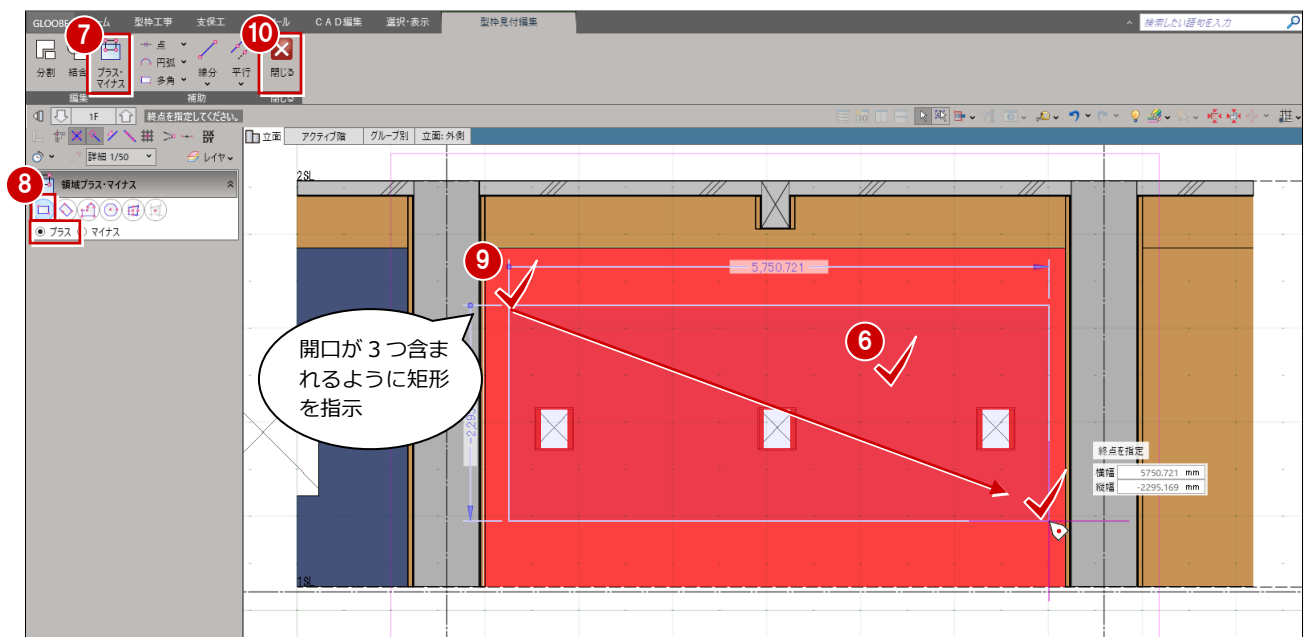 GLOOBE
ム
型枠工事
支保工
ール
CAD編集
選択・表示
型枠見付編集
検索したい語句を入力
7
10
分割
結合
プラス・
マイナス
点
円弧
多角
線分
平行
閉じる
編集
補助
閉じる
1F
終点を指定してください。
立面
アクティブ階
グループ別
立面:外側
詳細 1/50
レイヤ
8
領域プラス・マイナス
プラス
マイナス
2SL
9
5,750.721
6
開口が3つ含ま
れるように矩形
を指示
終点を指定
横幅 5750.721 mm
縦幅 -2295.169 mm
1SL